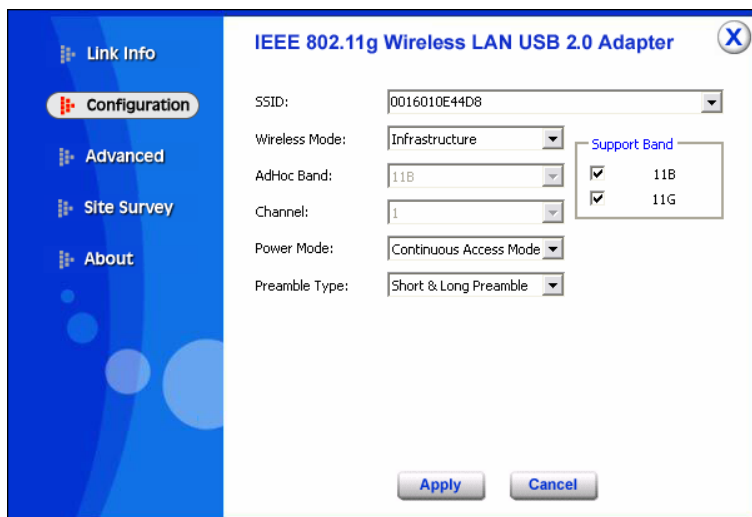 Link Info
Configuration
Advanced
Site Survey
About
IEEE 802.11g Wireless LAN USB 2.0 Adapter
X
SSID: 0016010E44D8
Wireless Mode: Infrastructure
AdHoc Band: 11B
Channel: 1
Power Mode: Continuous Access Mode
Preamble Type: Short & Long Preamble
Support Band
11B
11G
Apply Cancel